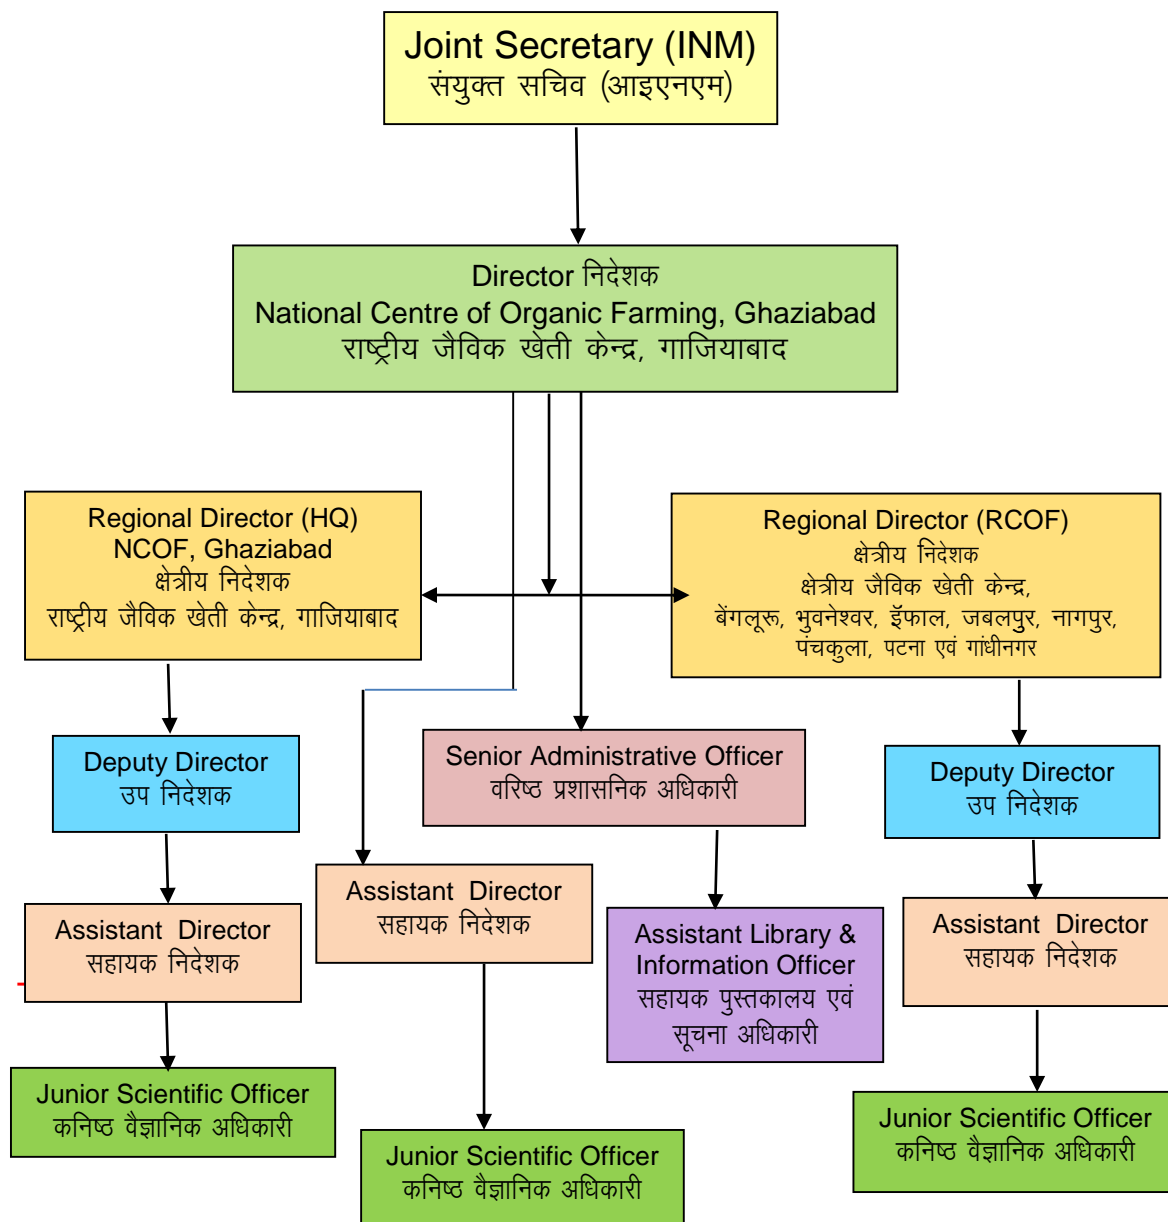 Joint Secretary (INM)
संयुक्त सचिव (आइएनएम)
Director निदेशक
National Centre of Organic Farming, Ghaziabad
राष्ट्रीय जैविक खेती केन्द्र, गाजियाबाद
Regional Director (HQ)
NCOF, Ghaziabad
क्षेत्रीय निदेशक
राष्ट्रीय जैविक खेती केन्द्र, गाजियाबाद
Regional Director (RCOF)
क्षेत्रीय निदेशक
क्षेत्रीय जैविक खेती केन्द्र,
बेंगलूरू, भुवनेश्वर, इॅंफाल, जबलपुर, नागपुर,
पंचकुला, पटना एवं गांधीनगर
Deputy Director
उप निदेशक
Senior Administrative Officer
वरिष्ठ प्रशासनिक अधिकारी
Deputy Director
उप निदेशक
Assistant Director
सहायक निदेशक
Assistant Director
सहायक निदेशक
Assistant Library &
Information Officer
सहायक पुस्तकालय एवं
सूचना अधिकारी
Assistant Director
सहायक निदेशक
Junior Scientific Officer
कनिष्ठ वैज्ञानिक अधिकारी
Junior Scientific Officer
कनिष्ठ वैज्ञानिक अधिकारी
Junior Scientific Officer
कनिष्ठ वैज्ञानिक अधिकारी